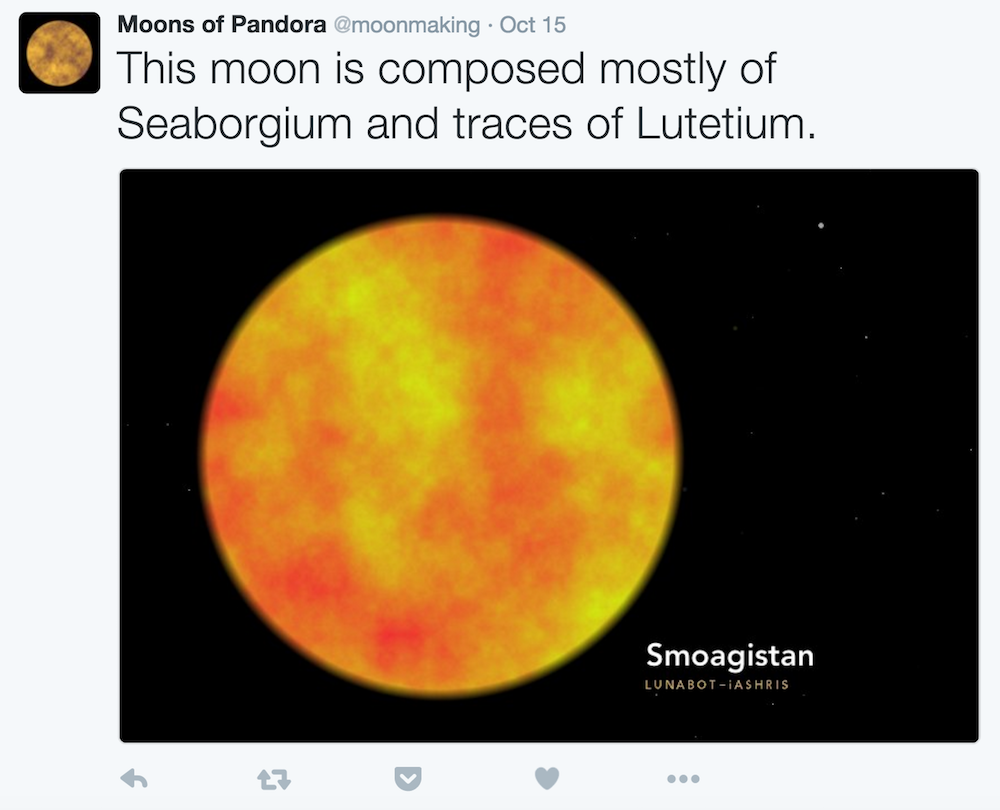 Moons of Pandora @moonmaking · Oct 15
This moon is composed mostly of
Seaborgium and traces of Lutetium.
Smoagistan
LUNABOT-iASHRIS